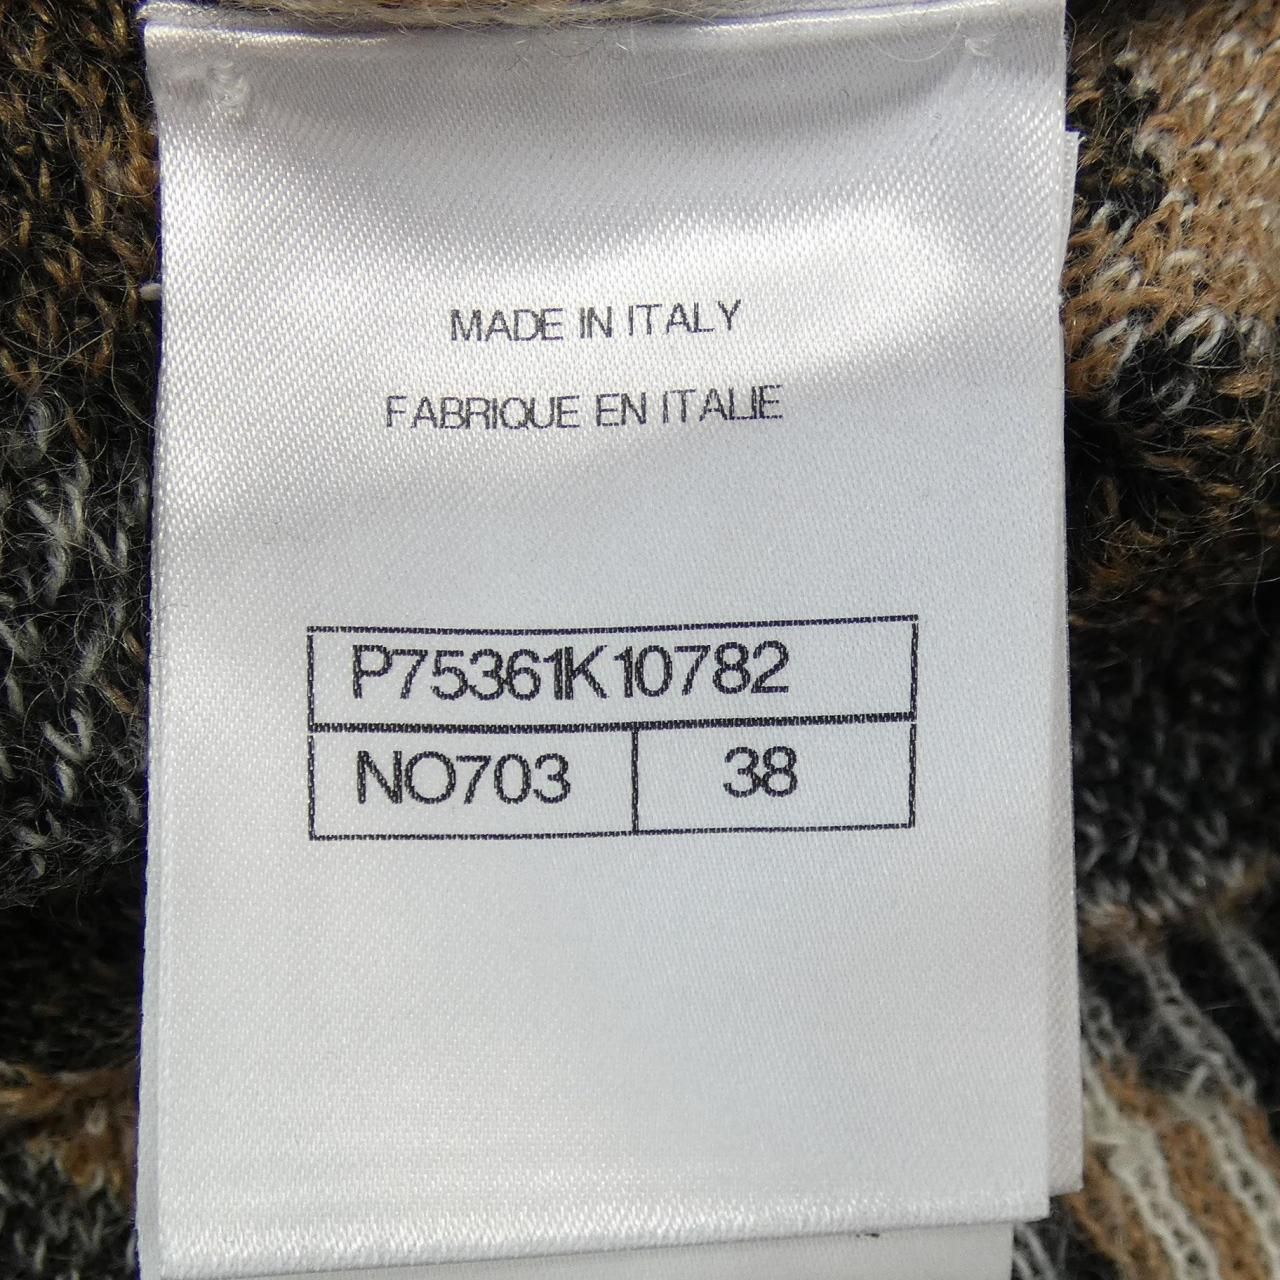 MADE IN ITALY
FABRIQUE EN ITALIE
P75361K10782
NO703 38